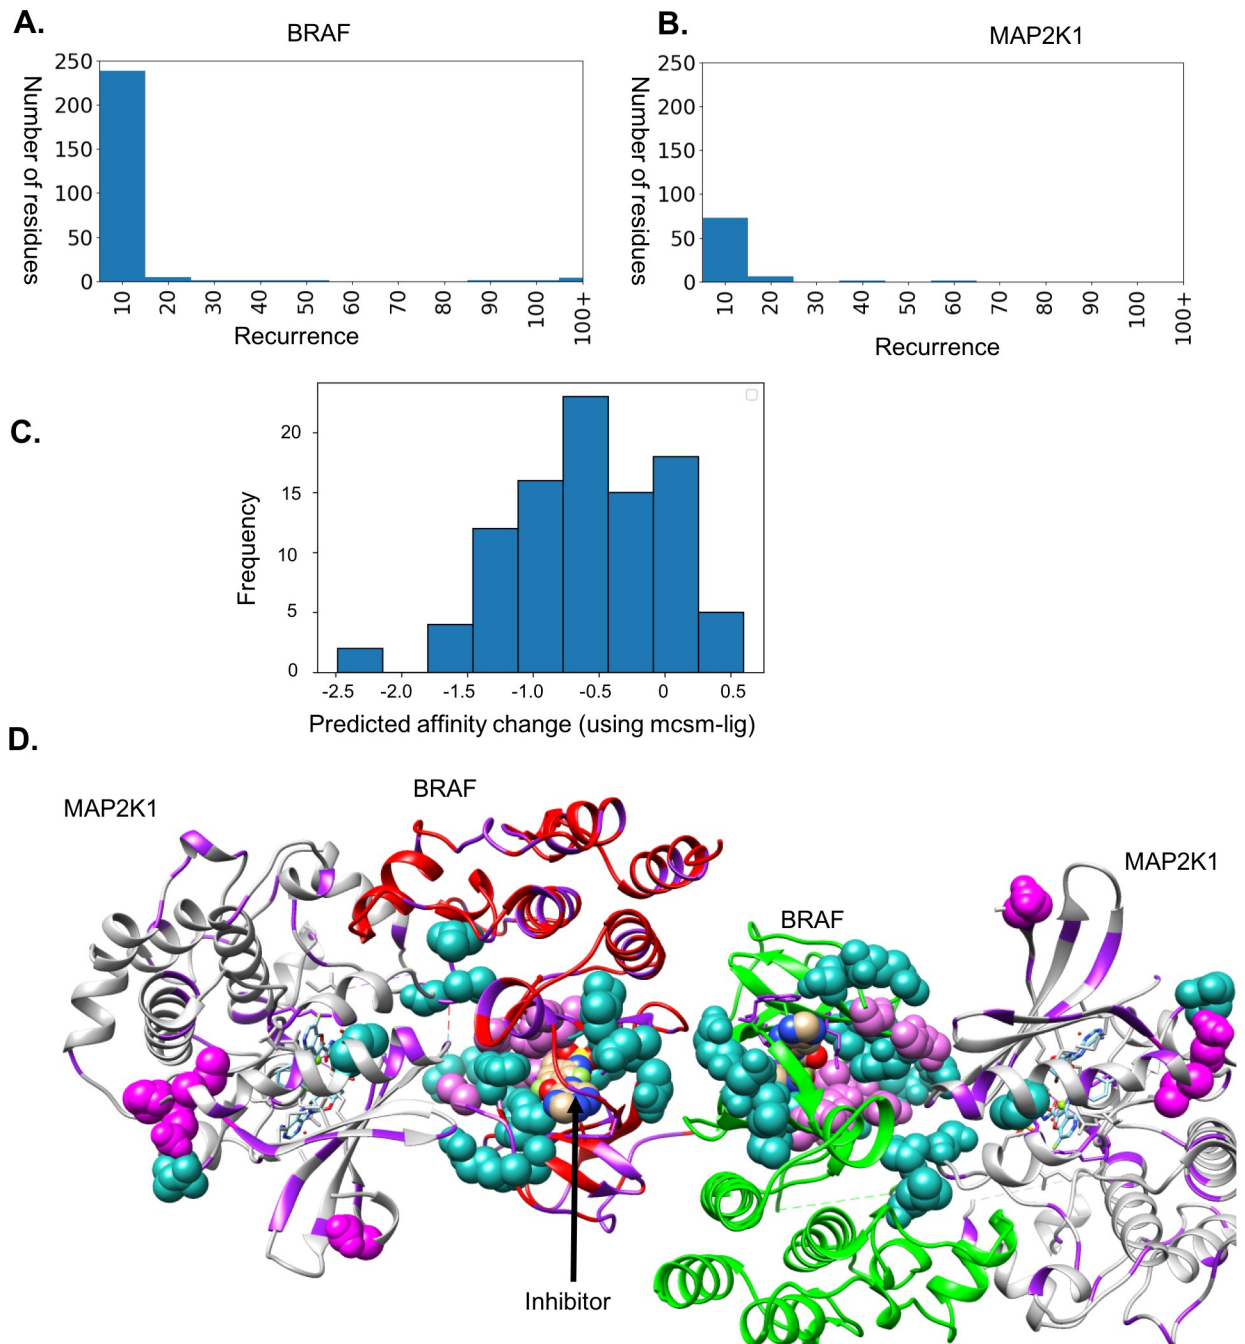 A.
BRAF
Number of residues
250
200
150
100
50
0
10 20 30 40 50 60 70 80 90 100 100+
Recurrence
B.
MAP2K1
Number of residues
250
200
150
100
50
0
10 20 30 40 50 60 70 80 90 100 100+
Recurrence
C.
Frequency
20
15
10
5
0
-2.5 -2.0 -1.5 -1.0 -0.5 0 0.5
Predicted affinity change (using mcsm-lig)
D.
MAP2K1
BRAF
BRAF
MAP2K1
Inhibitor